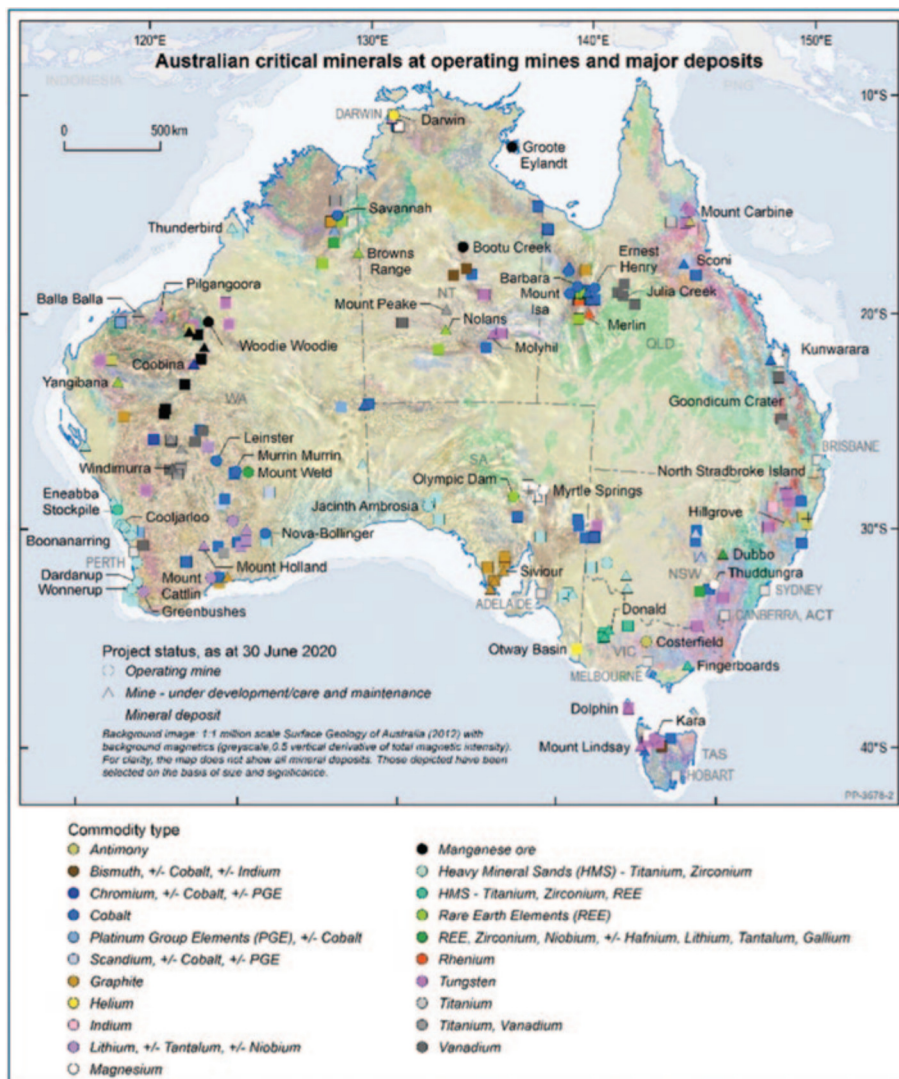 120°E 130°E 140°E 150°E
INDONESIA
PNG
Australian critical minerals at operating mines and major deposits
10°S
0 500 km
DARWIN
Darwin
Groote
Eylandt
Savannah
Mount Carbine
Thunderbird
Bootu Creek
Ernest
Henry
Browns
Range
Barbara
Sconi
Pilgangoora
Mount
Isa
Julia Creek
Balla Balla
NT
Mount Peake
Nolans
Merlin
20°S
Woodie Woodie
Molyhil
QLD
Kunwarara
Coobina
Yangibana
WA
Goondicum Crater
Leinster
Murrin Murrin
SA
BRISBANE
Windimurra
Mount Weld
Olympic Dam
North Stradbroke Island
Eneabba
Stockpile
Jacinth Ambrosia
Myrtle Springs
Cooljarloo
Hillgrove
30°S
Boonanarring
Nova-Bollinger
PERTH
Mount Holland
Siviour
Dubbo
NSW
Dardanup
Wonnerup
Mount
Cattlin
Thuddungra
SYDNEY
Greenbushes
ADELAIDE
Donald
CANBERRA, ACT
Project status, as at 30 June 2020
Otway Basin
VIC
Costerfield
Operating mine
MELBOURNE
Fingerboards
Mine - under development/care and maintenance
Mineral deposit
Dolphin
Kara
Background image: 1:1 million scale Surface Geology of Australia (2012) with
background magnetics (greyscale,0.5 vertical derivative of total magnetic intensity).
For clarity, the map does not show all mineral deposits. Those depicted have been
selected on the basis of size and significance.
Mount Lindsay
TAS
40°S
HOBART
PP-3678-2
Commodity type
Antimony
Bismuth, +/- Cobalt, +/- Indium
Chromium, +/- Cobalt, +/- PGE
Cobalt
Platinum Group Elements (PGE), +/- Cobalt
Scandium, +/- Cobalt, +/- PGE
Graphite
Helium
Indium
Lithium, +/- Tantalum, +/- Niobium
Magnesium
Manganese ore
Heavy Mineral Sands (HMS) - Titanium, Zirconium
HMS - Titanium, Zirconium, REE
Rare Earth Elements (REE)
REE, Zirconium, Niobium, +/- Hafnium, Lithium, Tantalum, Gallium
Rhenium
Tungsten
Titanium
Titanium, Vanadium
Vanadium